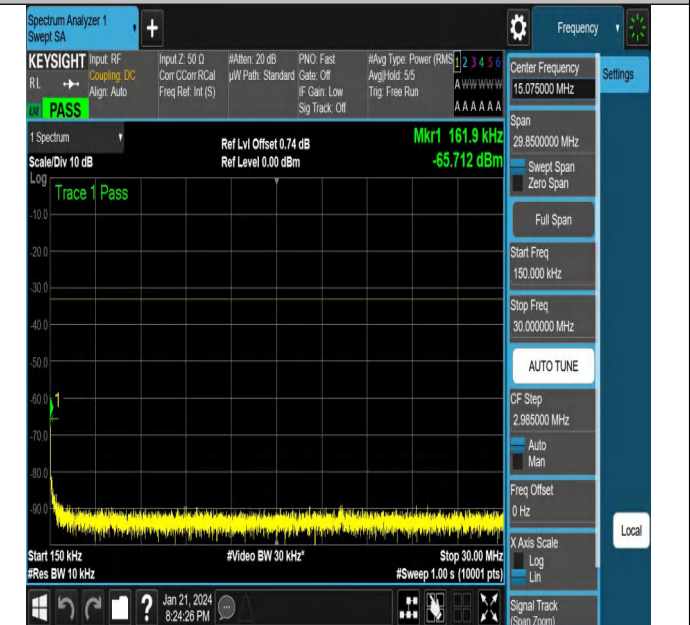 Spectrum Analyzer 1
Swept SA
+
Frequency
KEYSIGHT
RL
PASS
Input: RF
Coupling: DC
Align: Auto
Input Z: 50 Ω
Corr CCorr RCal
Freq Ref: Int (S)
#Atten: 20 dB
µW Path: Standard
PNO: Fast
Gate: Off
IF Gain: Low
Sig Track: Off
#Avg Type: Power (RMS
Avg|Hold: 5/5
Trig: Free Run
1 2 3 4 5 6
A W W W W W
A A A A A A
1 Spectrum
Scale/Div 10 dB
Ref Lvl Offset 0.74 dB
Ref Level 0.00 dBm
Mkr1 161.9 kHz
-65.712 dBm
Log
Trace 1 Pass
-10.0
-20.0
-30.0
-40.0
-50.0
-60.0
1
-70.0
-80.0
-90.0
Start 150 kHz
#Video BW 30 kHz*
Stop 30.00 MHz
#Res BW 10 kHz
#Sweep 1.00 s (10001 pts)
?
Jan 21, 2024
8:24:26 PM
Center Frequency
15.075000 MHz
Settings
Span
29.8500000 MHz
Swept Span
Zero Span
Full Span
Start Freq
150.000 kHz
Stop Freq
30.000000 MHz
AUTO TUNE
CF Step
2.985000 MHz
Auto
Man
Freq Offset
0 Hz
Local
X Axis Scale
Log
Lin
Signal Track
(Span Zoom)